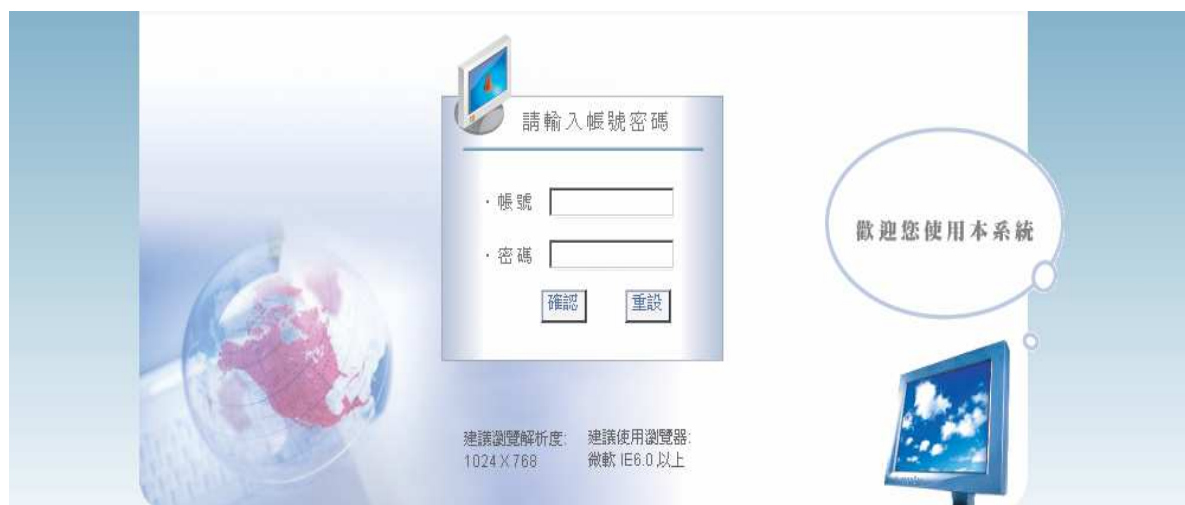 請輸入帳號密碼
・帳號
・密碼
確認 重設
歡迎您使用本系統
建議瀏覽解析度: 建議使用瀏覽器:
1024 X 768 微軟 IE6.0 以上